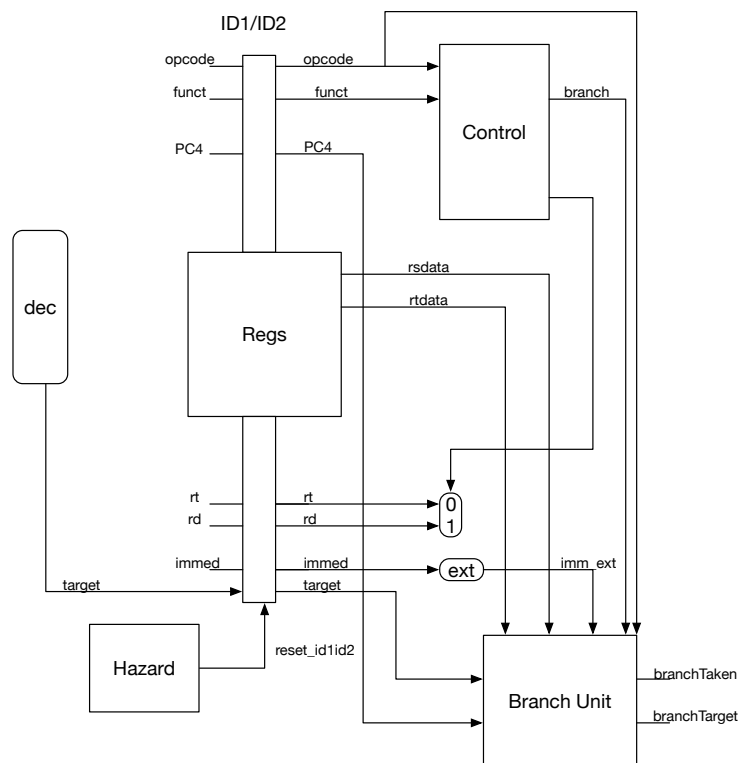 ID1/ID2
opcode opcode
funct funct branch
Control
PC4 PC4
rsdata
dec
rtdata
Regs
rt rt 0
rd rd 1
immed immed ext imm_ext
target target
reset_id1id2
Hazard
branchTaken
Branch Unit
branchTarget